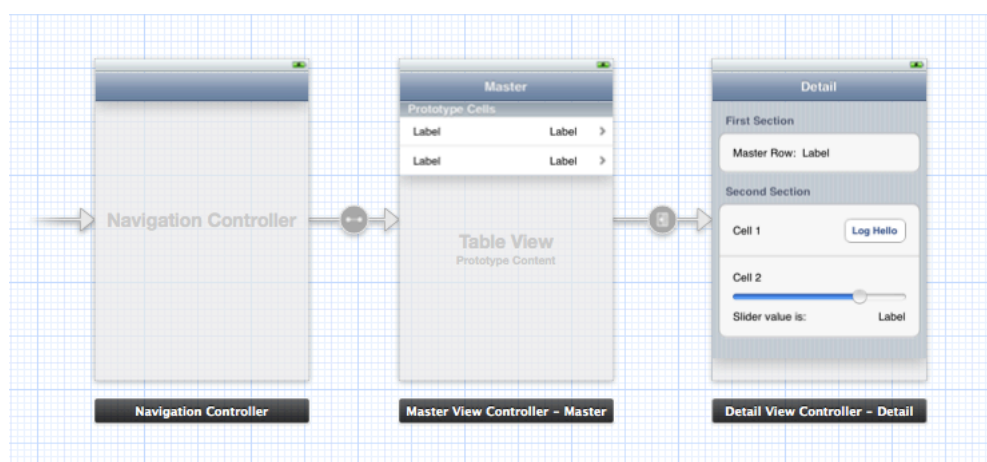 Navigation Controller
Navigation Controller
Master
Prototype Cells
Label Label
Label Label
Table View
Prototype Content
Master View Controller – Master
Detail
First Section
Master Row: Label
Second Section
Cell 1 Log Hello
Cell 2
Slider value is: Label
Detail View Controller – Detail